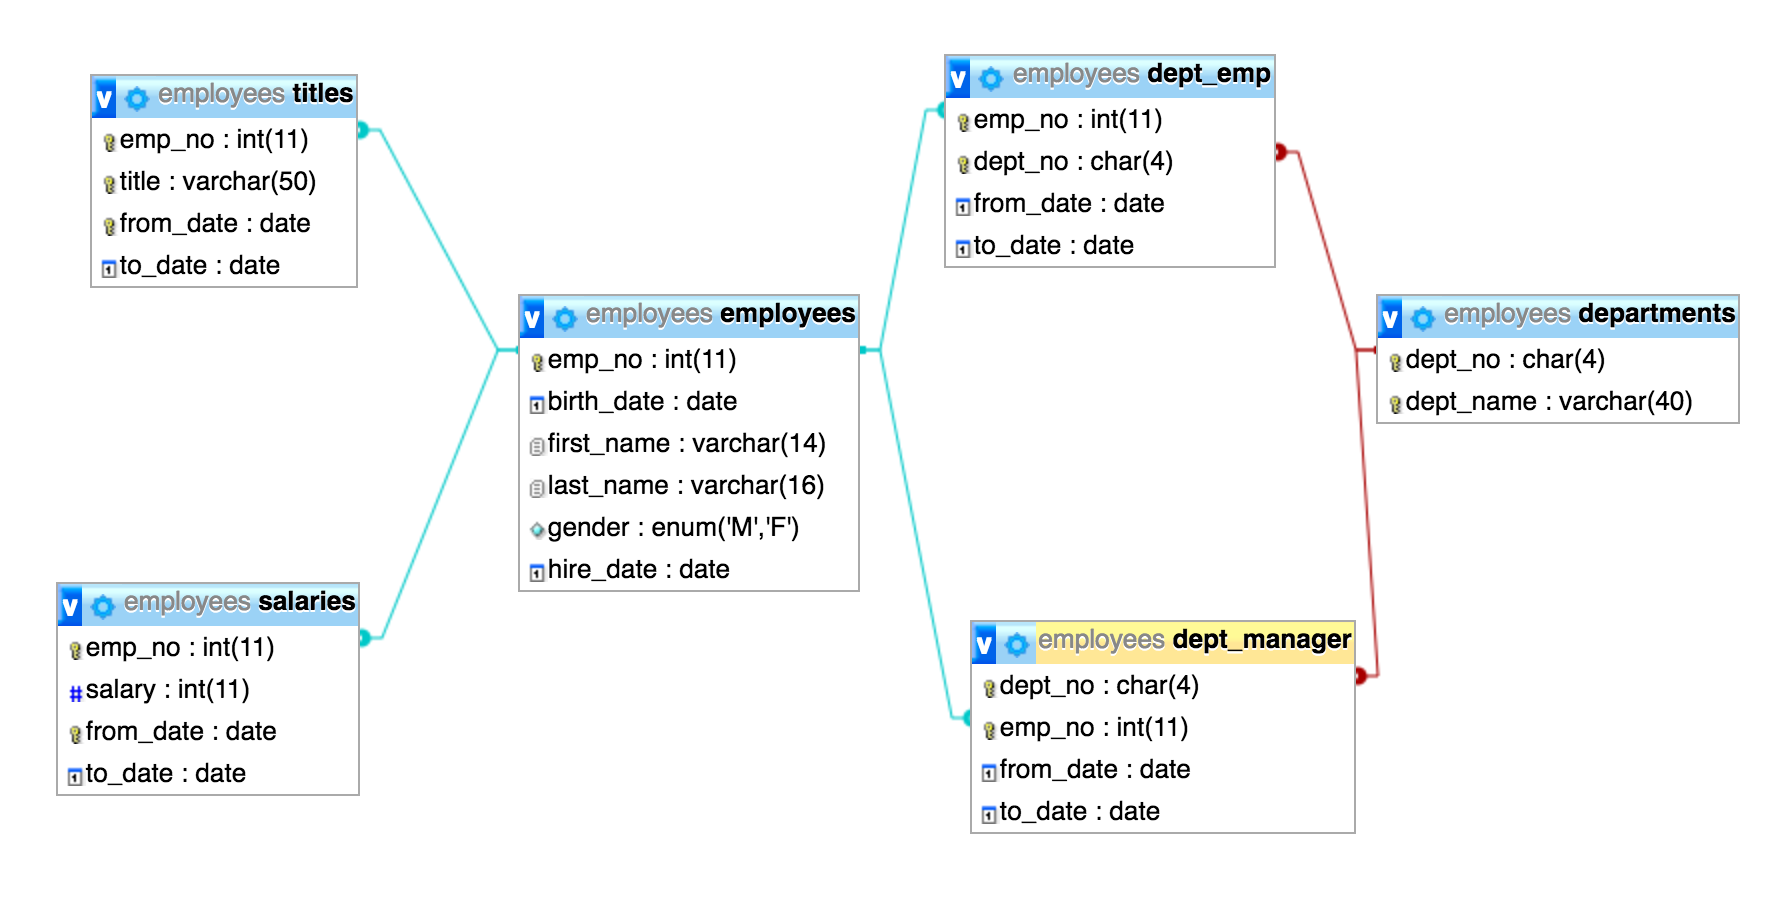 v employees titles
emp_no : int(11)
title : varchar(50)
from_date : date
to_date : date
v employees salaries
emp_no : int(11)
# salary : int(11)
from_date : date
to_date : date
v employees employees
emp_no : int(11)
birth_date : date
first_name : varchar(14)
last_name : varchar(16)
gender : enum('M','F')
hire_date : date
v employees dept_emp
emp_no : int(11)
dept_no : char(4)
from_date : date
to_date : date
v employees dept_manager
dept_no : char(4)
emp_no : int(11)
from_date : date
to_date : date
v employees departments
dept_no : char(4)
dept_name : varchar(40)